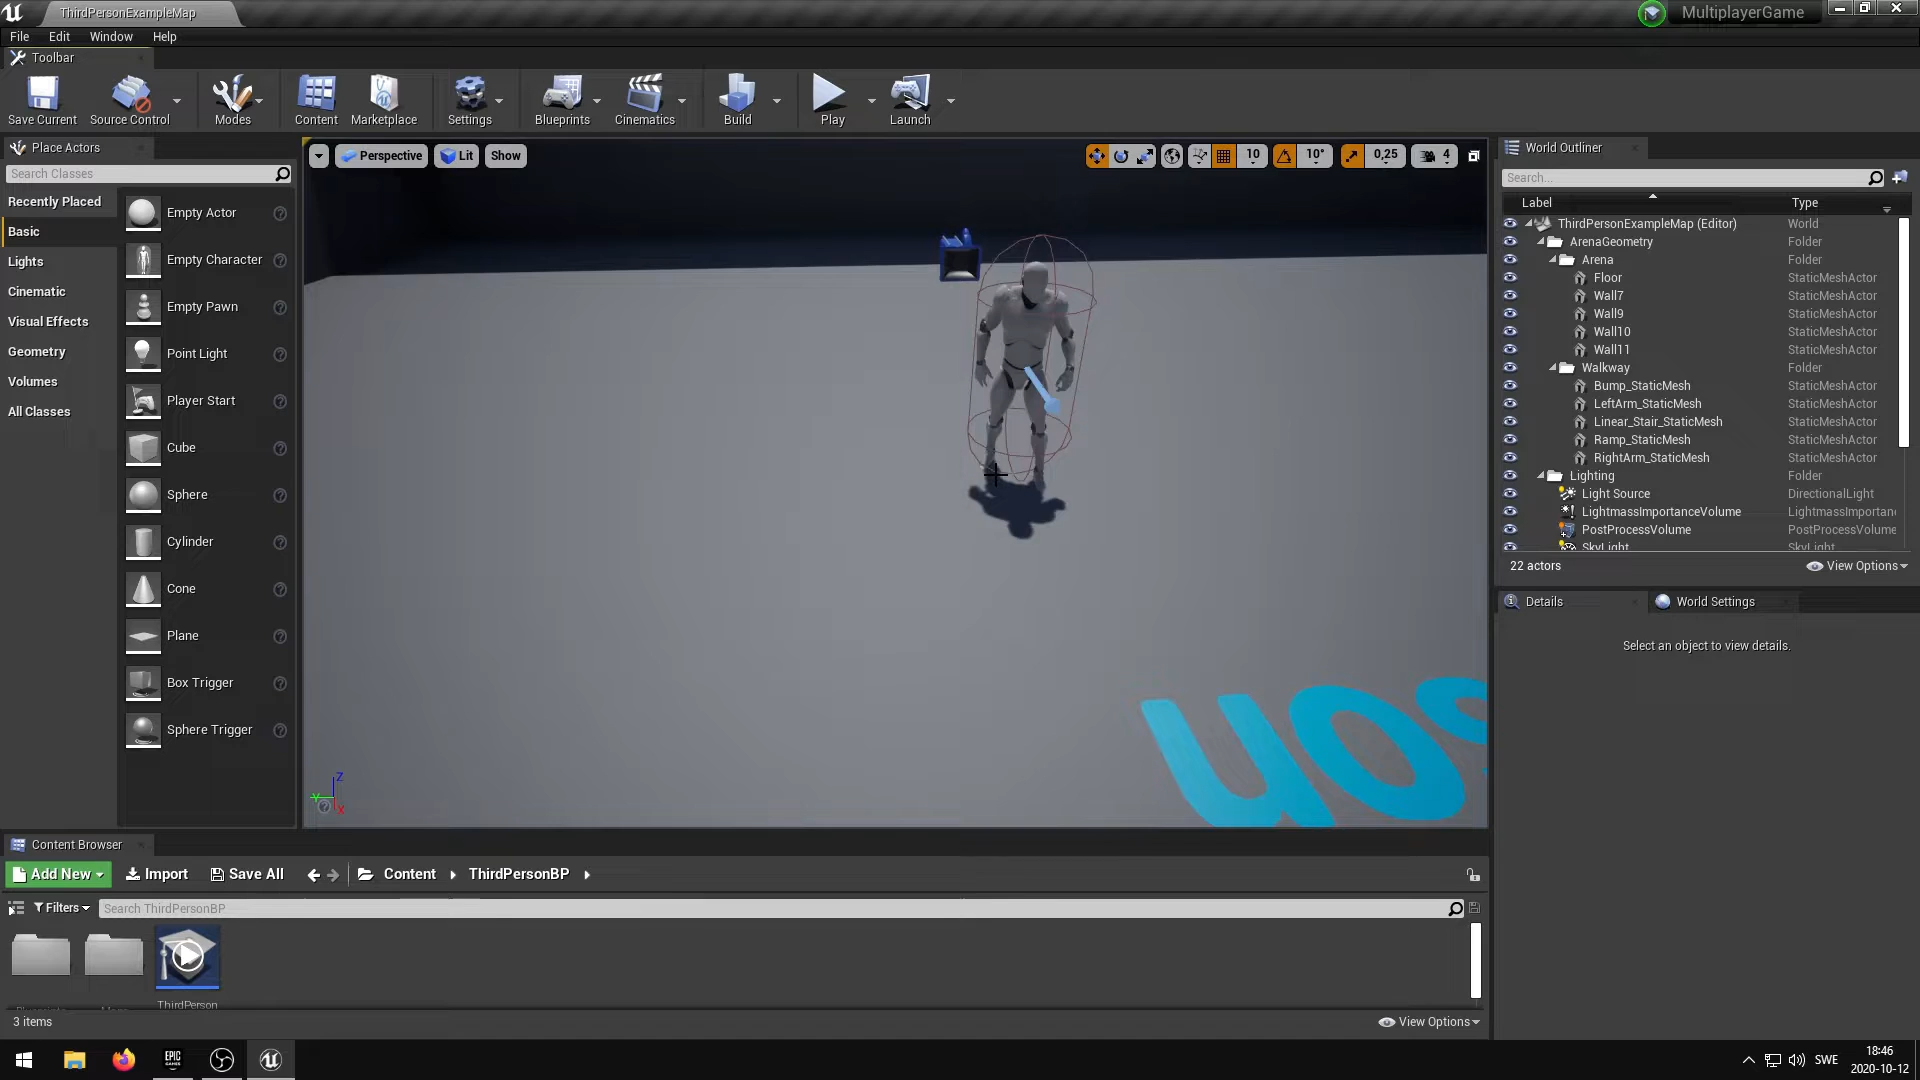 ThirdPersonExampleMap
MultiplayerGame
File Edit Window Help
Toolbar
Save Current Source Control Modes Content Marketplace Settings Blueprints Cinematics Build Play Launch
Place Actors
Search Classes
Recently Placed
Basic
Lights
Cinematic
Visual Effects
Geometry
Volumes
All Classes
Empty Actor
Empty Character
Empty Pawn
Point Light
Player Start
Cube
Sphere
Cylinder
Cone
Plane
Box Trigger
Sphere Trigger
Perspective Lit Show 10 10° 0,25 4
Z
Y
X
World Outliner
Search...
Label Type
ThirdPersonExampleMap (Editor) World
ArenaGeometry Folder
Arena Folder
Floor StaticMeshActor
Wall7 StaticMeshActor
Wall9 StaticMeshActor
Wall10 StaticMeshActor
Wall11 StaticMeshActor
Walkway Folder
Bump_StaticMesh StaticMeshActor
LeftArm_StaticMesh StaticMeshActor
Linear_Stair_StaticMesh StaticMeshActor
Ramp_StaticMesh StaticMeshActor
RightArm_StaticMesh StaticMeshActor
Lighting Folder
Light Source DirectionalLight
LightmassImportanceVolume LightmassImportan
PostProcessVolume PostProcessVolume
SkyLight SkyLight
22 actors View Options
Details World Settings
Select an object to view details.
Content Browser
Add New Import Save All Content ThirdPersonBP
Filters Search ThirdPersonBP
ThirdPerson
3 items View Options
EPIC GAMES
SWE
18:46
2020-10-12